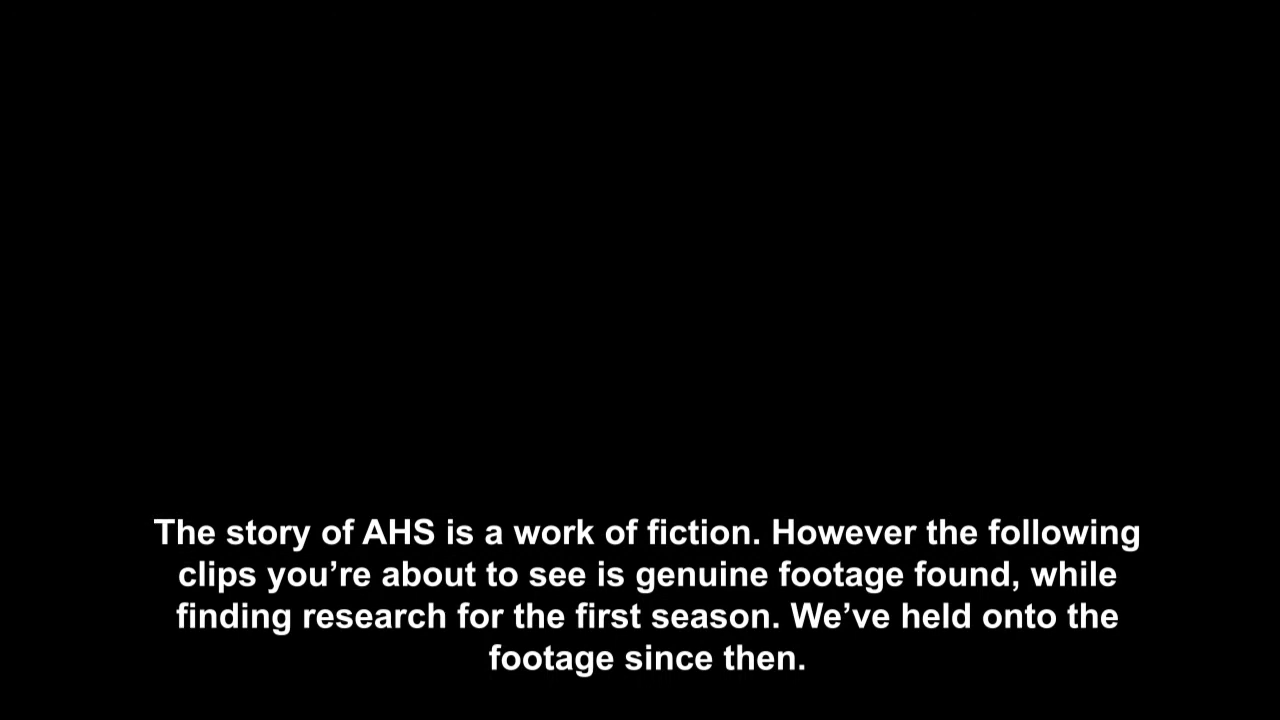 The story of AHS is a work of fiction. However the following
clips you’re about to see is genuine footage found, while
finding research for the first season. We’ve held onto the
footage since then.